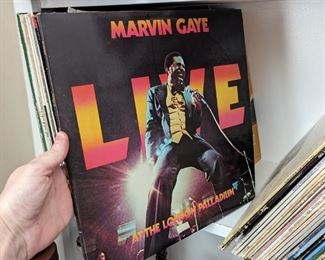 MARVIN GAYE
LIVE
AT THE LONDON PALLADIUM